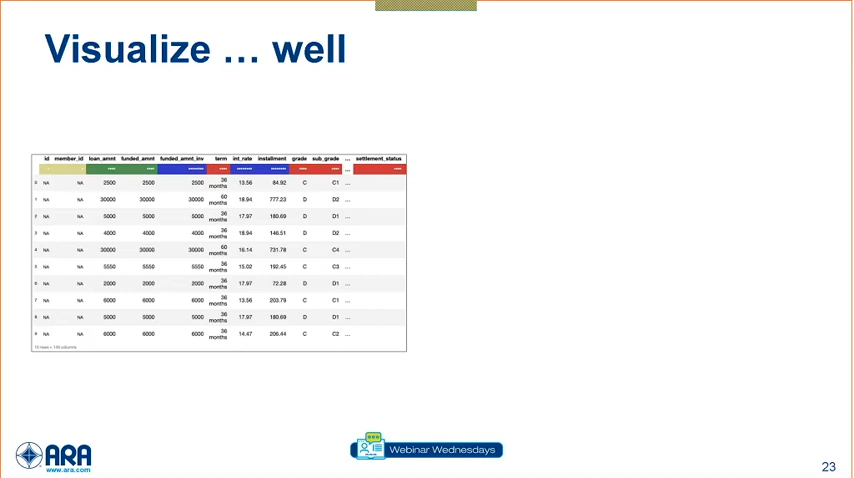 Visualize … well
id member_id loan_amnt funded_amnt funded_amnt_inv term int_rate installment grade sub_grade ... settlement_status
0 NA NA 2500 2500 2500 36 months 13.56 84.92 C C1 ...
1 NA NA 30000 30000 30000 60 months 18.94 777.23 D D2 ...
2 NA NA 5000 5000 5000 36 months 17.97 180.69 D D1 ...
3 NA NA 4000 4000 4000 36 months 18.94 146.51 D D2 ...
4 NA NA 30000 30000 30000 60 months 16.14 731.78 C C4 ...
5 NA NA 5550 5550 5550 36 months 15.02 192.45 C C3 ...
6 NA NA 2000 2000 2000 36 months 17.97 72.28 D D1 ...
7 NA NA 6000 6000 6000 36 months 13.56 203.79 C C1 ...
8 NA NA 5000 5000 5000 36 months 17.97 180.69 D D1 ...
9 NA NA 6000 6000 6000 36 months 14.47 206.44 C C2 ...
ARA
www.ara.com
Webinar Wednesdays
23